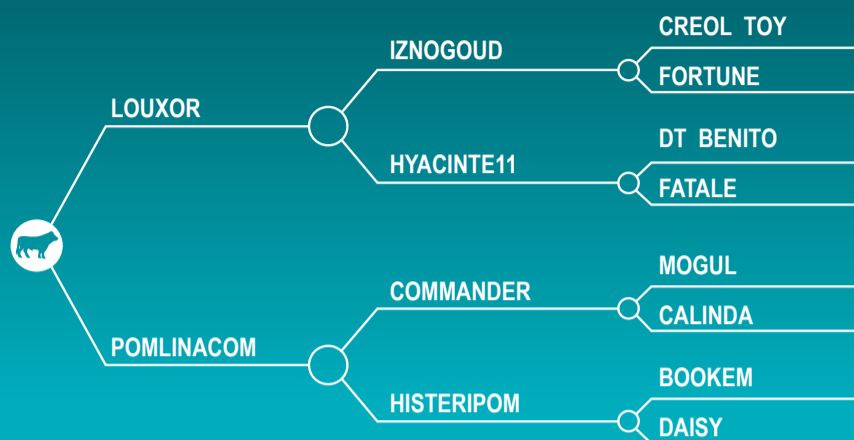 CREOL TOY
IZNOGOUD
FORTUNE
LOUXOR
DT BENITO
HYACINTE11
FATALE
MOGUL
COMMANDER
CALINDA
POMLINACOM
BOOKEM
HISTERIPOM
DAISY